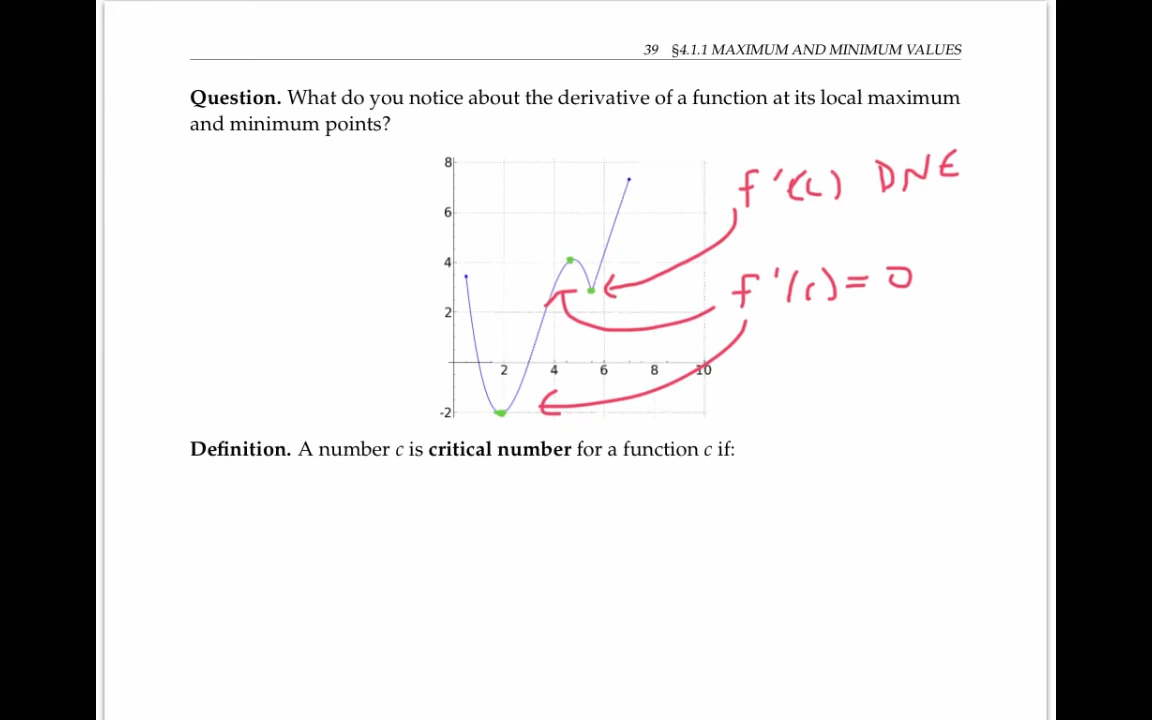 39 §4.1.1 MAXIMUM AND MINIMUM VALUES
Question. What do you notice about the derivative of a function at its local maximum
and minimum points?
8
6
4
2
-2
2 4 6 8 10
f'(c) DNE
f'(c) = 0
Definition. A number c is critical number for a function c if: